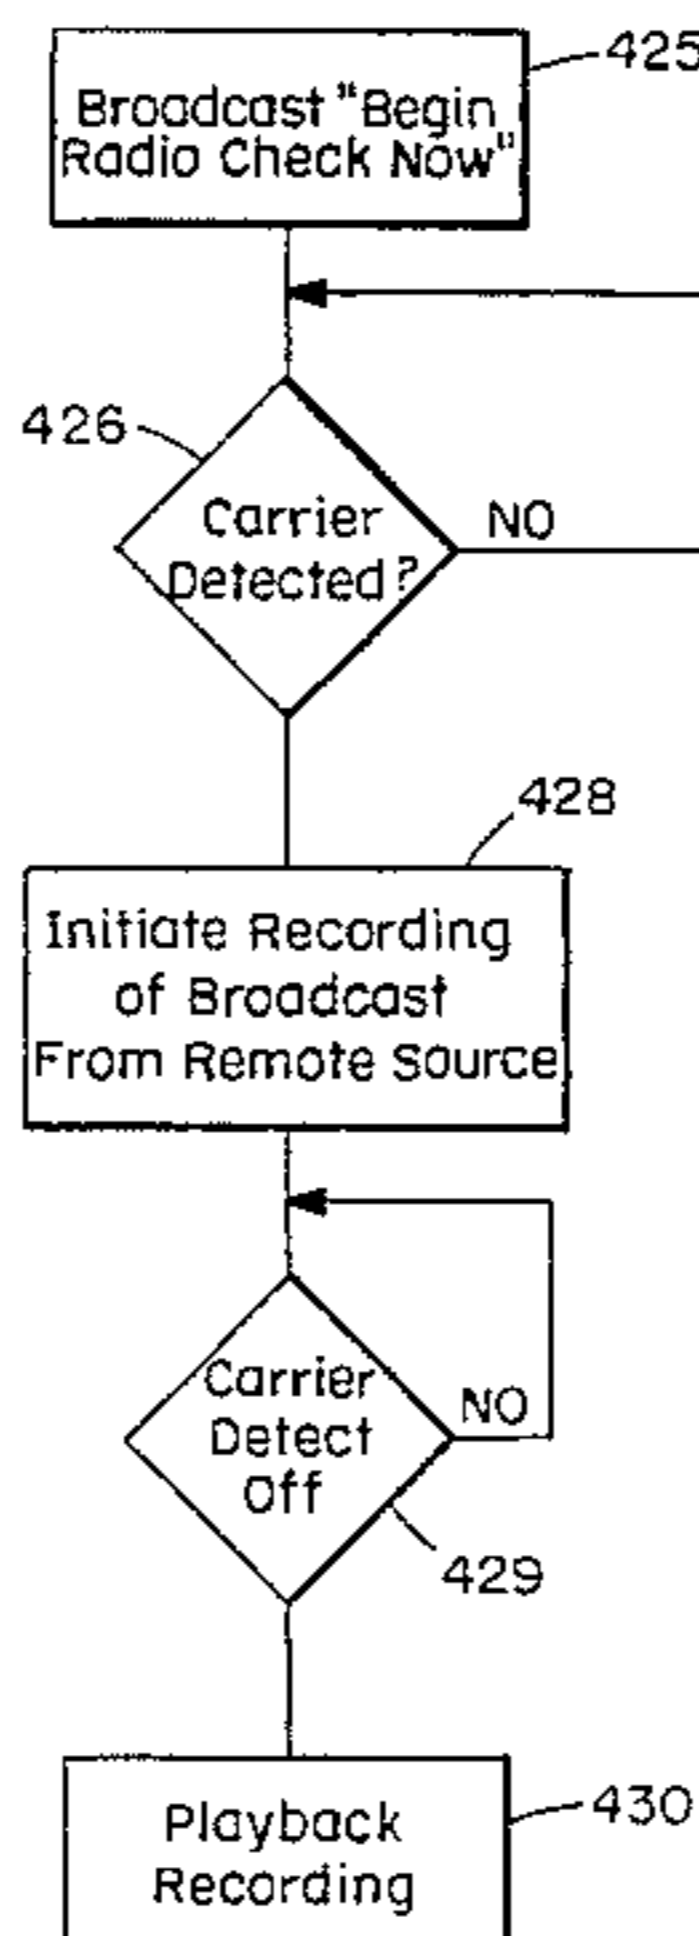 425
Broadcast "Begin
Radio Check Now"
426
Carrier
Detected?
NO
428
Initiate Recording
of Broadcast
From Remote Source
Carrier
Detect
Off
NO
429
Playback
Recording
430